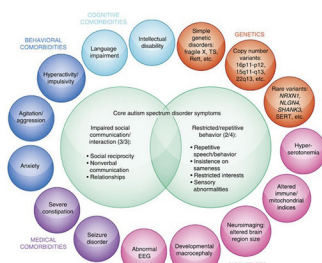 COGNITIVE
COMORBIDITIES
BEHAVIORAL
COMORBIDITIES
GENETICS
Language
impairment
Intellectual
disability
Simple
genetic
disorders:
fragile X, TS,
Rett, etc.
Copy number
variants:
16p11-p12,
15q11-q13,
22q13, etc.
Rare variants:
NRXN1,
NLGN4,
SHANK3,
SERT, etc.
Hyperactivity/
impulsivity
Agitation/
aggression
Anxiety
Core autism spectrum disorder symptoms
Impaired social
communication/
interaction (3/3):
• Social reciprocity
• Nonverbal
communication
• Relationships
Restricted/repetitive
behavior (2/4):
• Repetitive
speech/behavior
• Insistence on
sameness
• Restricted interests
• Sensory
abnormalities
Hyper-
serotonemia
Altered
immune/
mitochondrial
indices
Neuroimaging:
altered brain
region size
Developmental
macrocephaly
Abnormal
EEG
Seizure
disorder
Severe
constipation
MEDICAL
COMORBIDITIES